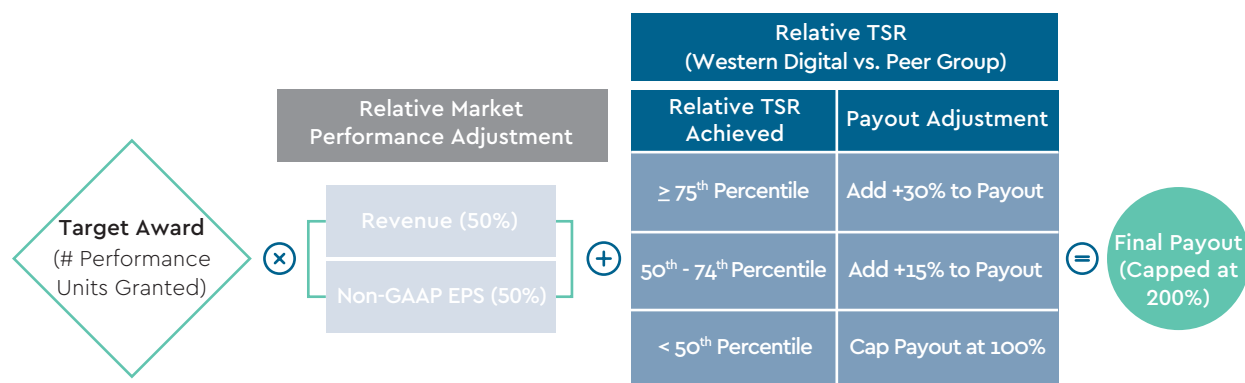 Relative TSR
(Western Digital vs. Peer Group)
Relative Market
Performance Adjustment
Relative TSR
Achieved
Payout Adjustment
Target Award
(# Performance
Units Granted)
×
Revenue (50%)
Non-GAAP EPS (50%)
+
≥ 75th Percentile
Add +30% to Payout
50th - 74th Percentile
Add +15% to Payout
< 50th Percentile
Cap Payout at 100%
=
Final Payout
(Capped at
200%)